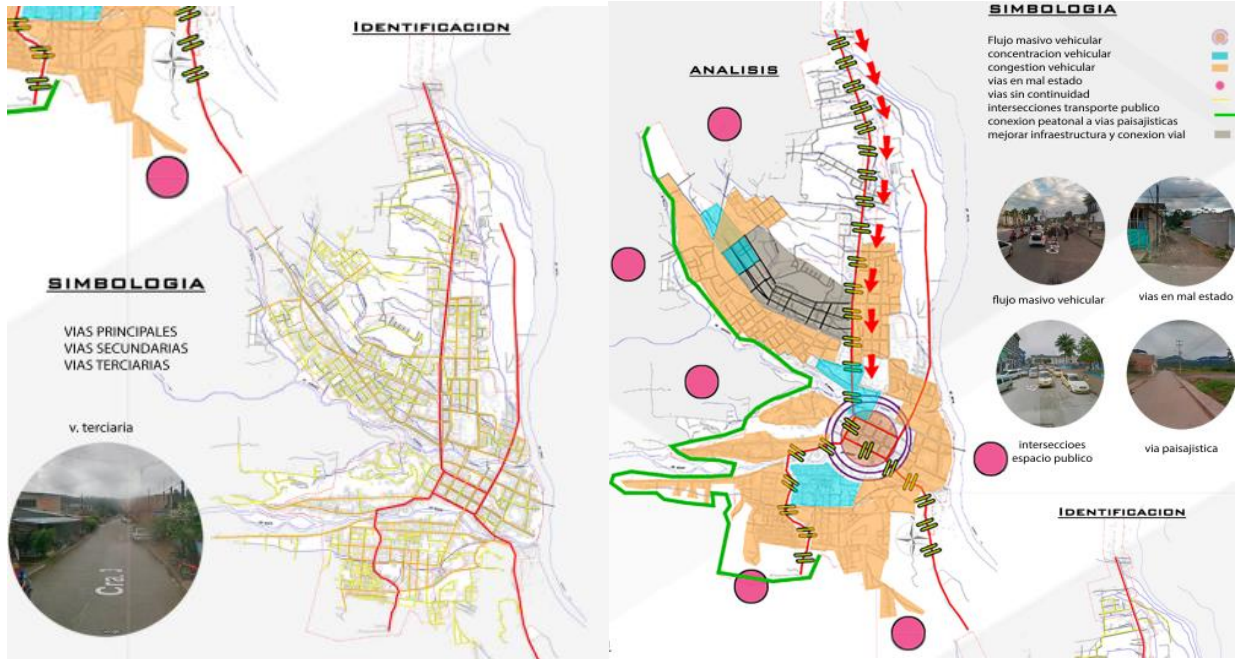 IDENTIFICACION
SIMBOLOGIA
VIAS PRINCIPALES
VIAS SECUNDARIAS
VIAS TERCIARIAS
v. terciaria
Cra.
ANALISIS
SIMBOLOGIA
Flujo masivo vehicular
concentracion vehicular
congestion vehicular
vias en mal estado
vias sin continuidad
intersecciones transporte publico
conexion peatonal a vias paisajisticas
mejorar infraestructura y conexion vial
flujo masivo vehicular
vias en mal estado
interseccioes
espacio publico
via paisajistica
IDENTIFICACION